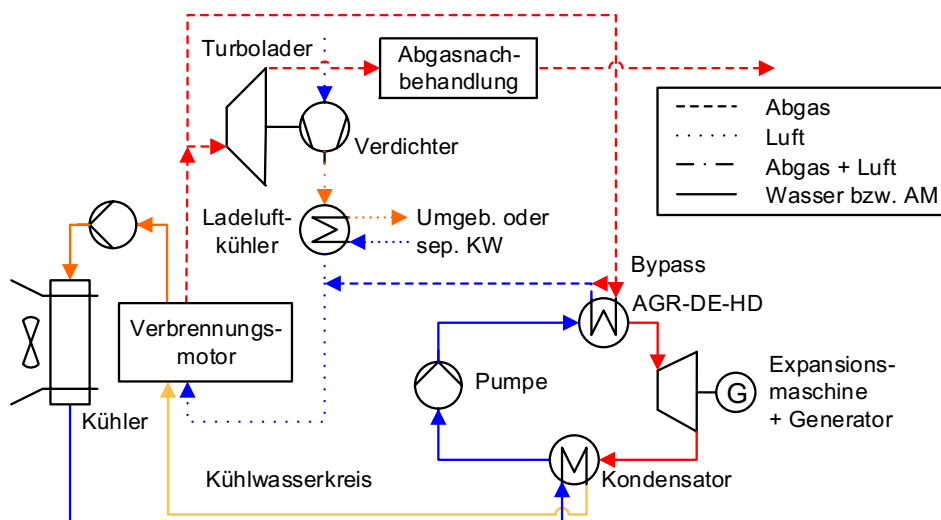 Turbolader
Abgasnach-
behandlung
Abgas
Luft
Abgas + Luft
Wasser bzw. AM
Verdichter
Ladeluft-
kühler
Umgeb. oder
sep. KW
Bypass
AGR-DE-HD
Verbrennungs-
motor
Pumpe
Expansions-
maschine
+ Generator
G
Kühler
Kühlwasserkreis
Kondensator